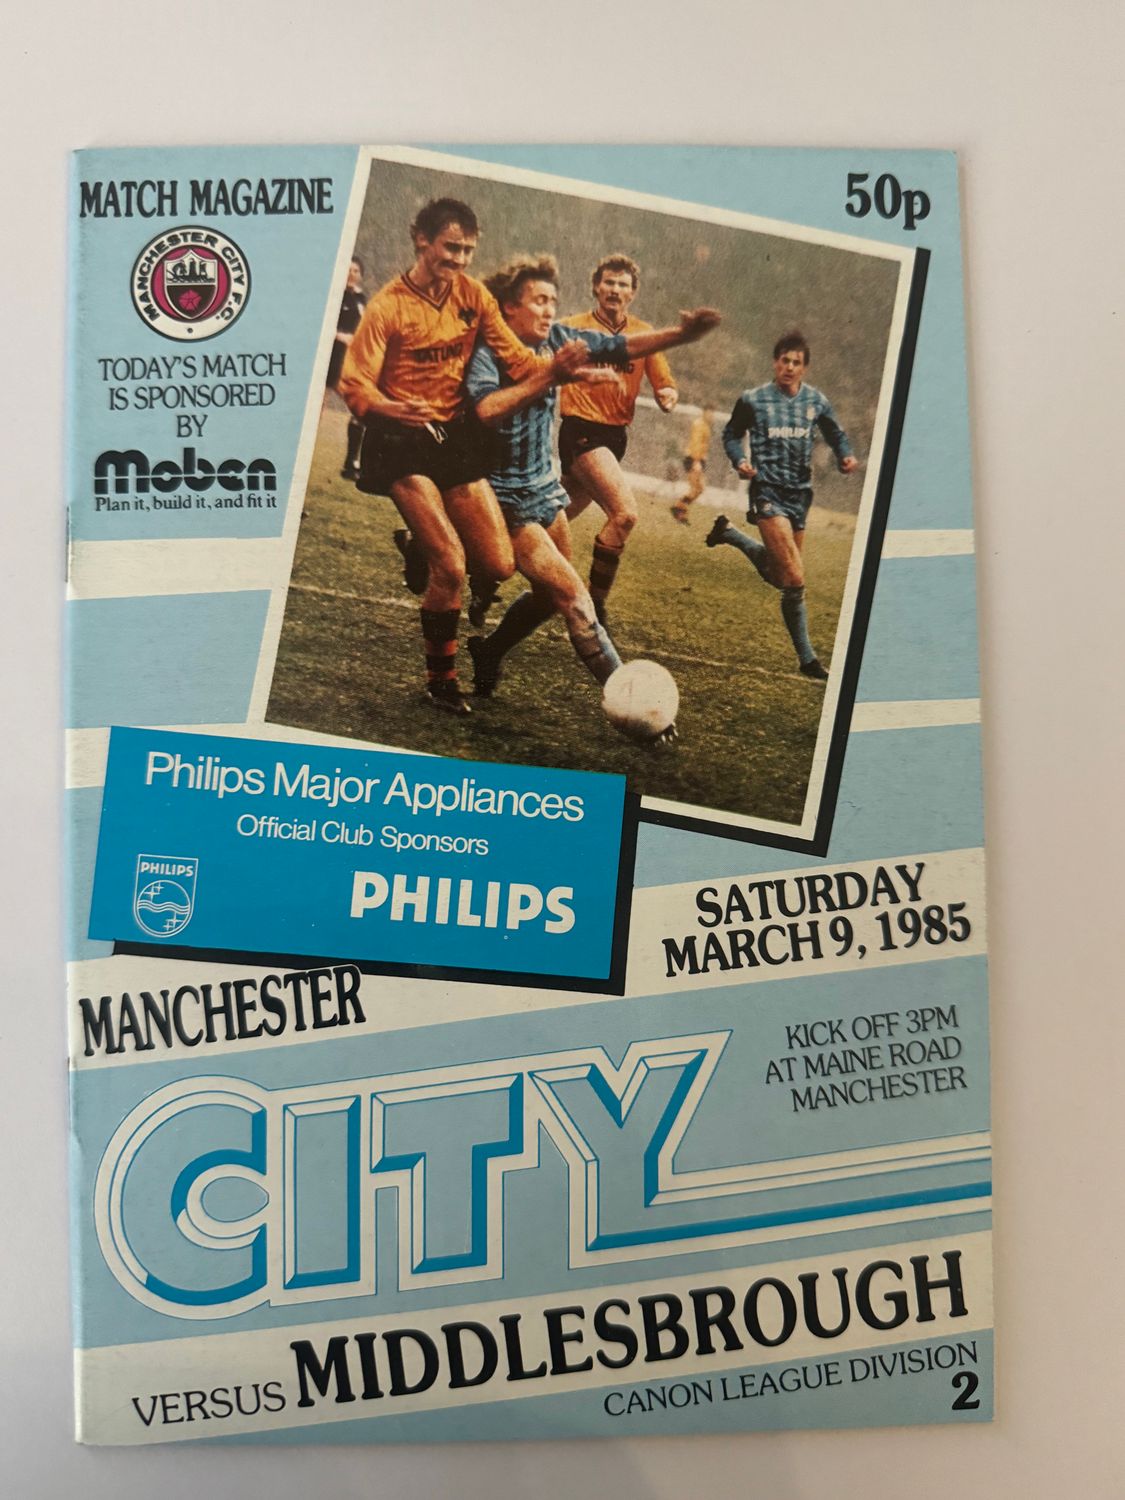 MATCH MAGAZINE
50p
MANCHESTER CITY F.C.
TODAY'S MATCH
IS SPONSORED
BY
Moben
Plan it, build it, and fit it
PHILIPS
Philips Major Appliances
Official Club Sponsors
PHILIPS
PHILIPS
SATURDAY
MARCH 9, 1985
MANCHESTER
CITY
KICK OFF 3PM
AT MAINE ROAD
MANCHESTER
VERSUS MIDDLESBROUGH
CANON LEAGUE DIVISION
2